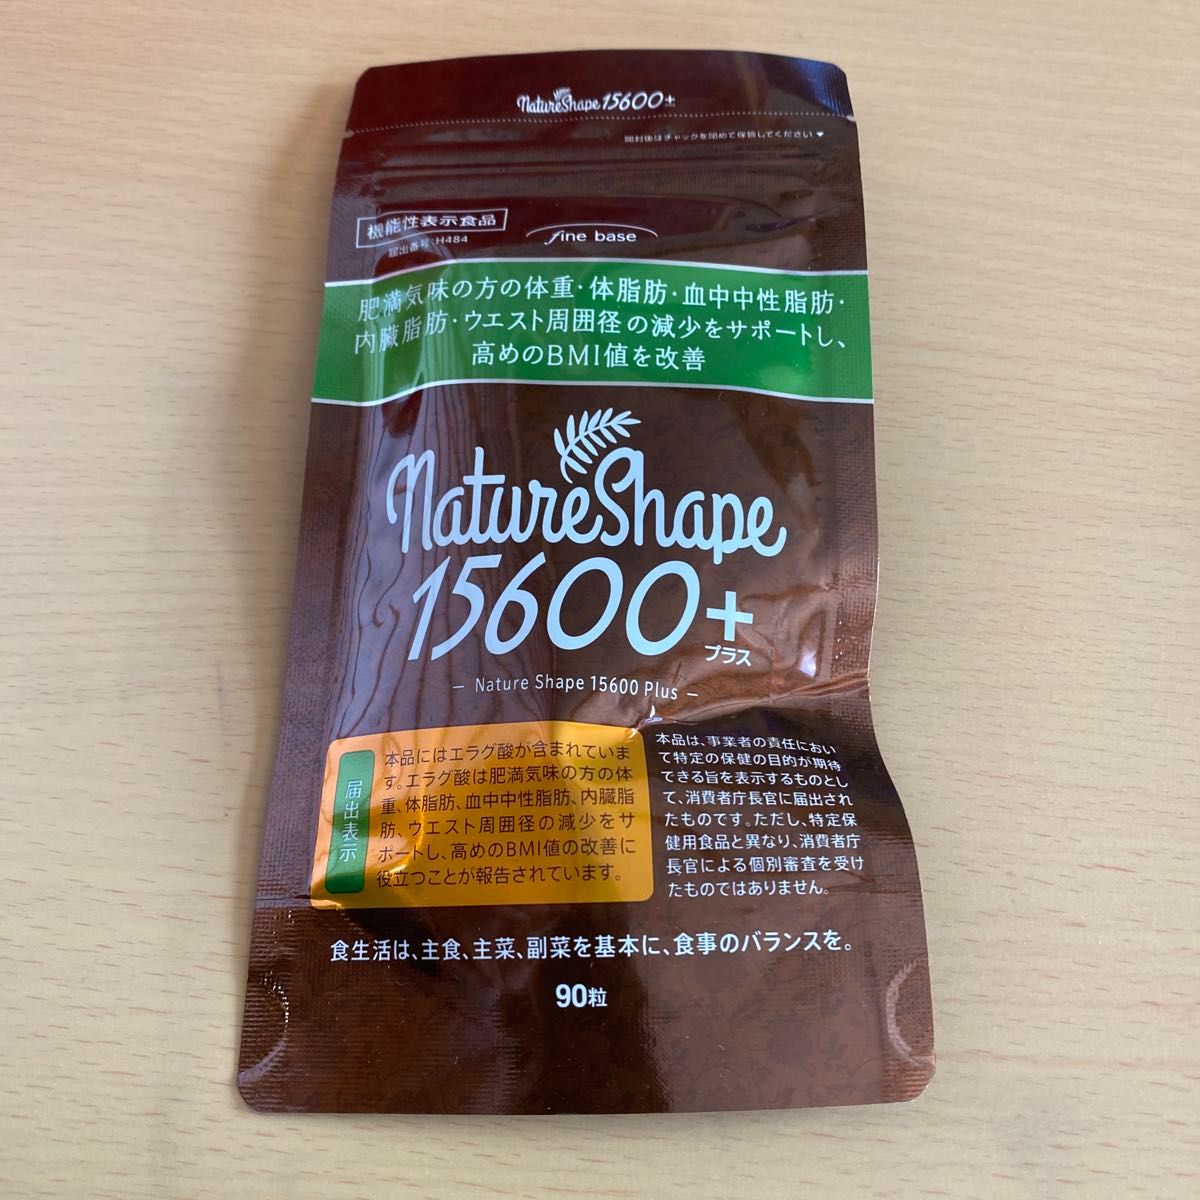 NatureShape 15600+
開封後はチャックを閉めて保管してください▼
機能性表示食品
届出番号:H484
fine base
肥満気味の方の体重・体脂肪・血中中性脂肪・
内臓脂肪・ウエスト周囲径の減少をサポートし、
高めのBMI値を改善
NatureShape
15600+
プラス
– Nature Shape 15600 Plus –
届出表示
本品にはエラグ酸が含まれていま
す。エラグ酸は肥満気味の方の体
重、体脂肪、血中中性脂肪、内臓脂
肪、ウエスト周囲径の減少をサ
ポートし、高めのBMI値の改善に
役立つことが報告されています。
本品は、事業者の責任におい
て特定の保健の目的が期待
できる旨を表示するものとし
て、消費者庁長官に届出され
たものです。ただし、特定保
健用食品と異なり、消費者庁
長官による個別審査を受け
たものではありません。
食生活は、主食、主菜、副菜を基本に、食事のバランスを。
90粒